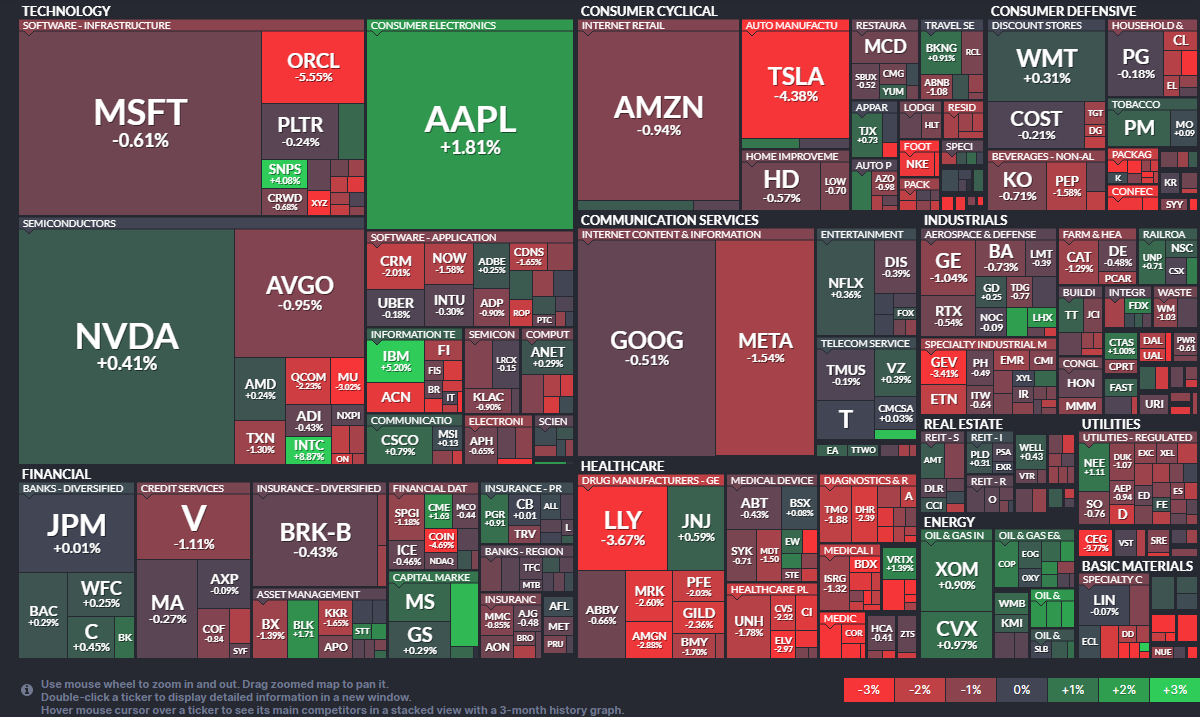 TECHNOLOGY
SOFTWARE - INFRASTRUCTURE
MSFT
-0.61%
ORCL
-5.55%
PLTR
-0.24%
SNPS
+4.08%
CRWD
-0.68%
XYZ
CONSUMER ELECTRONICS
AAPL
+1.81%
SEMICONDUCTORS
NVDA
+0.41%
AVGO
-0.95%
AMD
+0.24%
QCOM
-2.23%
MU
-3.02%
ADI
-0.43%
NXPI
TXN
-1.30%
INTC
+8.87%
ON
SOFTWARE - APPLICATION
CRM
-2.01%
NOW
-1.58%
ADBE
+0.25%
CDNS
-1.65%
UBER
-0.18%
INTU
-0.30%
ADP
-0.90%
ROP
PTC
INFORMATION TE
IBM
+5.20%
FI
FIS
BR
IT
ACN
SEMICON
LRCX
-0.15
KLAC
-0.90%
COMPUT
ANET
+0.29%
COMMUNICATIO
CSCO
+0.79%
MSI
+0.13
ELECTRONI
APH
-0.65%
SCIEN
CONSUMER CYCLICAL
INTERNET RETAIL
AMZN
-0.94%
AUTO MANUFACTU
TSLA
-4.38%
HOME IMPROVEME
HD
-0.57%
LOW
-0.70
RESTAURA
MCD
SBUX
-0.52
CMG
YUM
TRAVEL SE
BKNG
+0.91%
RCL
ABNB
-1.08
APPAR
TJX
+0.73
LODGI
HLT
RESID
FOOT
NKE
SPECI
AUTO P
AZO
-0.98
PACK
CONSUMER DEFENSIVE
DISCOUNT STORES
WMT
+0.31%
COST
-0.21%
TGT
DG
HOUSEHOLD &
PG
-0.18%
CL
EL
TOBACCO
PM
MO
+0.09
BEVERAGES - NON-AL
KO
-0.71%
PEP
-1.58%
PACKAG
K
CONFEC
KR
SYY
COMMUNICATION SERVICES
INTERNET CONTENT & INFORMATION
GOOG
-0.51%
META
-1.54%
ENTERTAINMENT
NFLX
+0.36%
DIS
-0.39%
FOX
TELECOM SERVICE
TMUS
-0.19%
VZ
+0.39%
T
CMCSA
+0.03%
EA
TTWO
INDUSTRIALS
AEROSPACE & DEFENSE
GE
-1.04%
BA
-0.73%
LMT
-0.39
RTX
-0.54%
GD
+0.25
TDG
-0.77
NOC
-0.09
LHX
FARM & HEA
CAT
-1.29%
DE
-0.48%
PCAR
RAILROA
UNP
+0.71
NSC
CSX
BUILDI
TT
JCI
INTEGR
FDX
WASTE
WM
-1.03
SPECIALTY INDUSTRIAL M
GEV
-3.41%
PH
-0.49
EMR
CMI
XYL
ETN
ITW
-0.64
IR
CTAS
+1.00%
DAL
UAL
PWR
-0.61
CONGL
HON
MMM
CPRT
FAST
URI
FINANCIAL
BANKS - DIVERSIFIED
JPM
+0.01%
WFC
+0.25%
BAC
+0.29%
C
+0.45%
BK
CREDIT SERVICES
V
-1.11%
MA
-0.27%
AXP
-0.09%
COF
-0.84
SYF
INSURANCE - DIVERSIFIED
BRK-B
-0.43%
ASSET MANAGEMENT
BX
-1.39%
BLK
+1.71
KKR
-1.65%
STT
APO
FINANCIAL DAT
SPGI
-1.18%
CME
+1.63
MCO
-0.44
ICE
-0.46%
COIN
-4.69%
NDAQ
CAPITAL MARKE
MS
GS
+0.29%
INSURANCE - PR
PGR
+0.91
CB
+0.01
ALL
TRV
L
BANKS - REGION
TFC
MTB
INSURANC
MMC
-0.85%
AJG
-0.48
AON
BRO
AFL
MET
PRU
HEALTHCARE
DRUG MANUFACTURERS - GE
LLY
-3.67%
JNJ
+0.59%
ABBV
-0.66%
MRK
-2.60%
PFE
-2.03%
AMGN
-2.88%
GILD
-2.36%
BMY
-1.70%
MEDICAL DEVICE
ABT
-0.43%
BSX
+0.08%
SYK
-0.71
MDT
-1.50
EW
STE
HEALTHCARE PL
UNH
-1.78%
CVS
-2.32
CI
ELV
-2.97
DIAGNOSTICS & R
TMO
-1.88
DHR
-2.39
A
MEDICAL I
ISRG
-1.32
BDX
VRTX
+1.39%
MEDIC
COR
HCA
-0.41
ZTS
REAL ESTATE
REIT - S
AMT
DLR
CCI
REIT - I
PLD
+0.31
PSA
EXR
REIT - R
O
WELL
+0.43
VTR
UTILITIES
UTILITIES - REGULATED
NEE
+1.11
DUK
-1.07
EXC
XEL
SO
-0.76
AEP
-0.94
ED
ES
D
FE
CEG
-3.77%
VST
SRE
ENERGY
OIL & GAS IN
XOM
+0.90%
CVX
+0.97%
OIL & GAS E&
COP
EOG
OXY
WMB
KMI
OIL &
OIL &
SLB
BASIC MATERIALS
SPECIALTY C
LIN
-0.07%
ECL
DD
NUE
Use mouse wheel to zoom in and out. Drag zoomed map to pan it.
Double-click a ticker to display detailed information in a new window.
Hover mouse cursor over a ticker to see its main competitors in a stacked view with a 3-month history graph.
-3%
-2%
-1%
0%
+1%
+2%
+3%